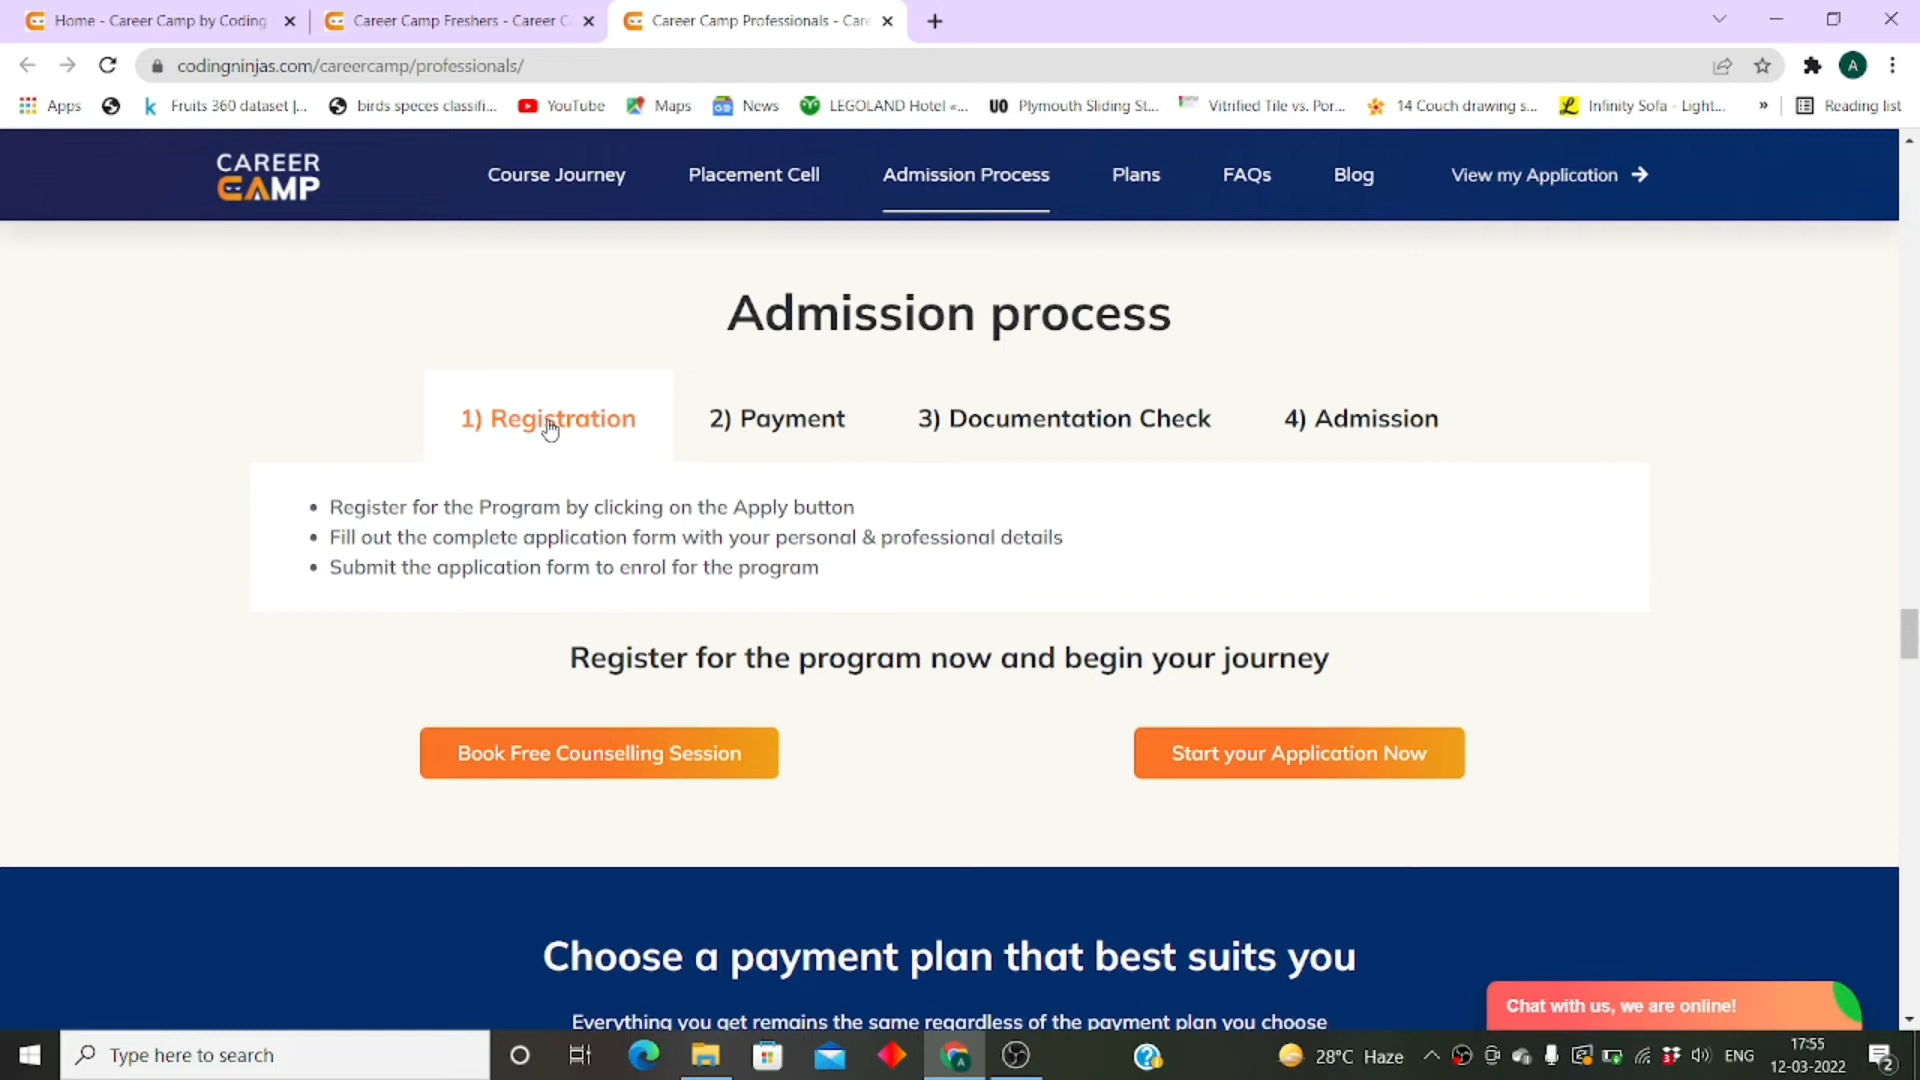 Home - Career Camp by Coding
Career Camp Freshers - Career C
Career Camp Professionals - Care
codingninjas.com/careercamp/professionals/
A
Apps
Fruits 360 dataset |...
birds speces classifi...
YouTube
Maps
News
LEGOLAND Hotel «...
UO Plymouth Sliding St...
Vitrified Tile vs. Por...
14 Couch drawing s...
Infinity Sofa - Light...
»
Reading list
CAREER CAMP
Course Journey
Placement Cell
Admission Process
Plans
FAQs
Blog
View my Application →
Admission process
1) Registration
2) Payment
3) Documentation Check
4) Admission
• Register for the Program by clicking on the Apply button
• Fill out the complete application form with your personal & professional details
• Submit the application form to enrol for the program
Register for the program now and begin your journey
Book Free Counselling Session
Start your Application Now
Choose a payment plan that best suits you
Everything you get remains the same regardless of the payment plan you choose
Chat with us, we are online!
Type here to search
28°C Haze
ENG
17:55
12-03-2022
2